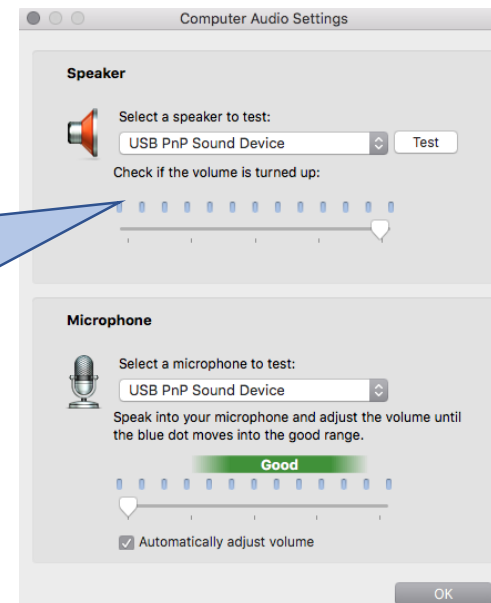 Computer Audio Settings
Speaker
Select a speaker to test:
USB PnP Sound Device
Test
Check if the volume is turned up:
Microphone
Select a microphone to test:
USB PnP Sound Device
Speak into your microphone and adjust the volume until
the blue dot moves into the good range.
Good
Automatically adjust volume
OK